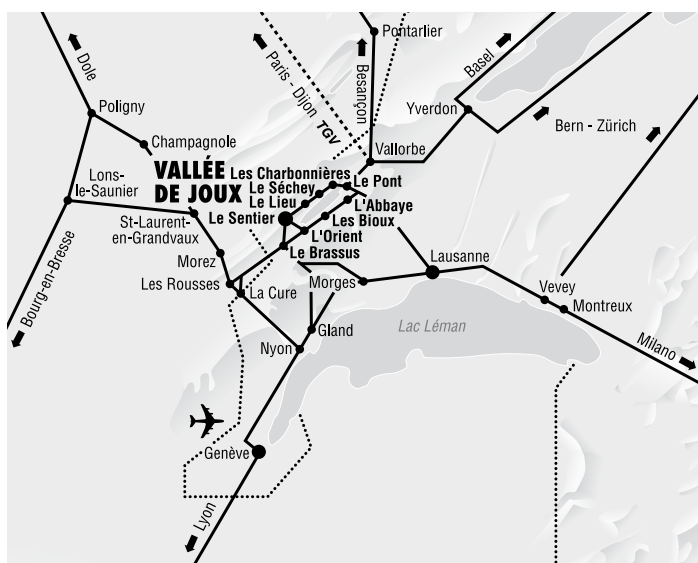 Pontarlier
Dole
Paris - Dijon TGV
Besançon
Basel
Poligny
Yverdon
Bern - Zürich
Champagnole
Vallorbe
VALLÉE
DE JOUX
Les Charbonnières
Le Pont
Lons-
le-Saunier
Le Séchey
Le Lieu
L'Abbaye
Le Sentier
Les Bioux
St-Laurent-
en-Grandvaux
L'Orient
Le Brassus
Morez
Lausanne
Les Rousses
La Cure
Morges
Vevey
Montreux
Bourg-en-Bresse
Gland
Lac Léman
Nyon
Milano
Genève
Lyon